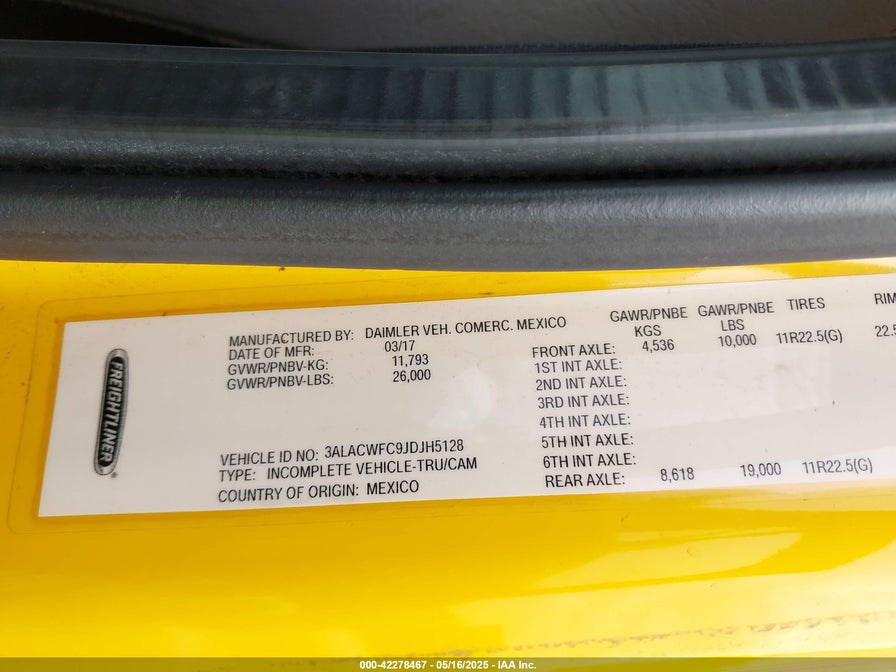 FREIGHTLINER
MANUFACTURED BY: DAIMLER VEH. COMERC. MEXICO
DATE OF MFR: 03/17
GVWR/PNBV-KG: 11,793
GVWR/PNBV-LBS: 26,000
VEHICLE ID NO: 3ALACWFC9JDJH5128
TYPE: INCOMPLETE VEHICLE-TRU/CAM
COUNTRY OF ORIGIN: MEXICO
GAWR/PNBE GAWR/PNBE TIRES RIM
KGS LBS
FRONT AXLE: 4,536 10,000 11R22.5(G) 22.5
1ST INT AXLE:
2ND INT AXLE:
3RD INT AXLE:
4TH INT AXLE:
5TH INT AXLE:
6TH INT AXLE:
REAR AXLE: 8,618 19,000 11R22.5(G)
000-42278467 - 05/16/2025 - IAA Inc.